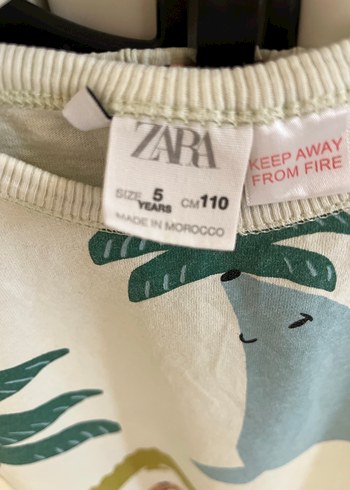 ZARA
SIZE 5 YEARS CM 110
MADE IN MOROCCO
KEEP AWAY
FROM FIRE